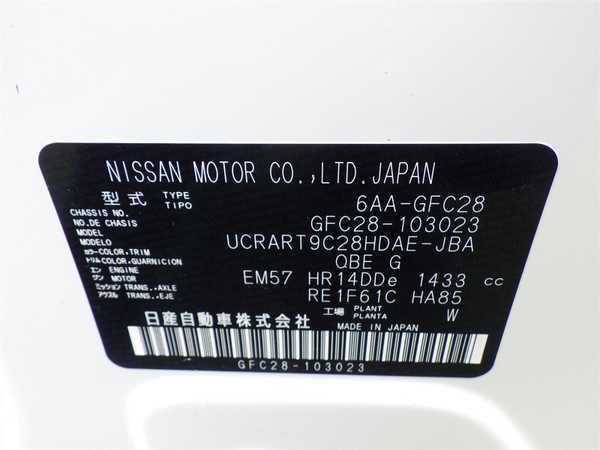 NISSAN MOTOR CO.,LTD.JAPAN
型式 TYPE TIPO 6AA-GFC28
CHASSIS NO. NO.DE CHASIS GFC28-103023
MODEL MODELO UCRART9C28HDAE-JBA
カラー COLOR,TRIM トリム COLOR,GUARNICION QBE G
エンジン ENGINE MOTOR EM57 HR14DDe 1433 cc
ミッション TRANS.,AXLE アクスル TRANS.,EJE RE1F61C HA85
工場 PLANT PLANTA W
日産自動車株式会社 MADE IN JAPAN
GFC28-103023